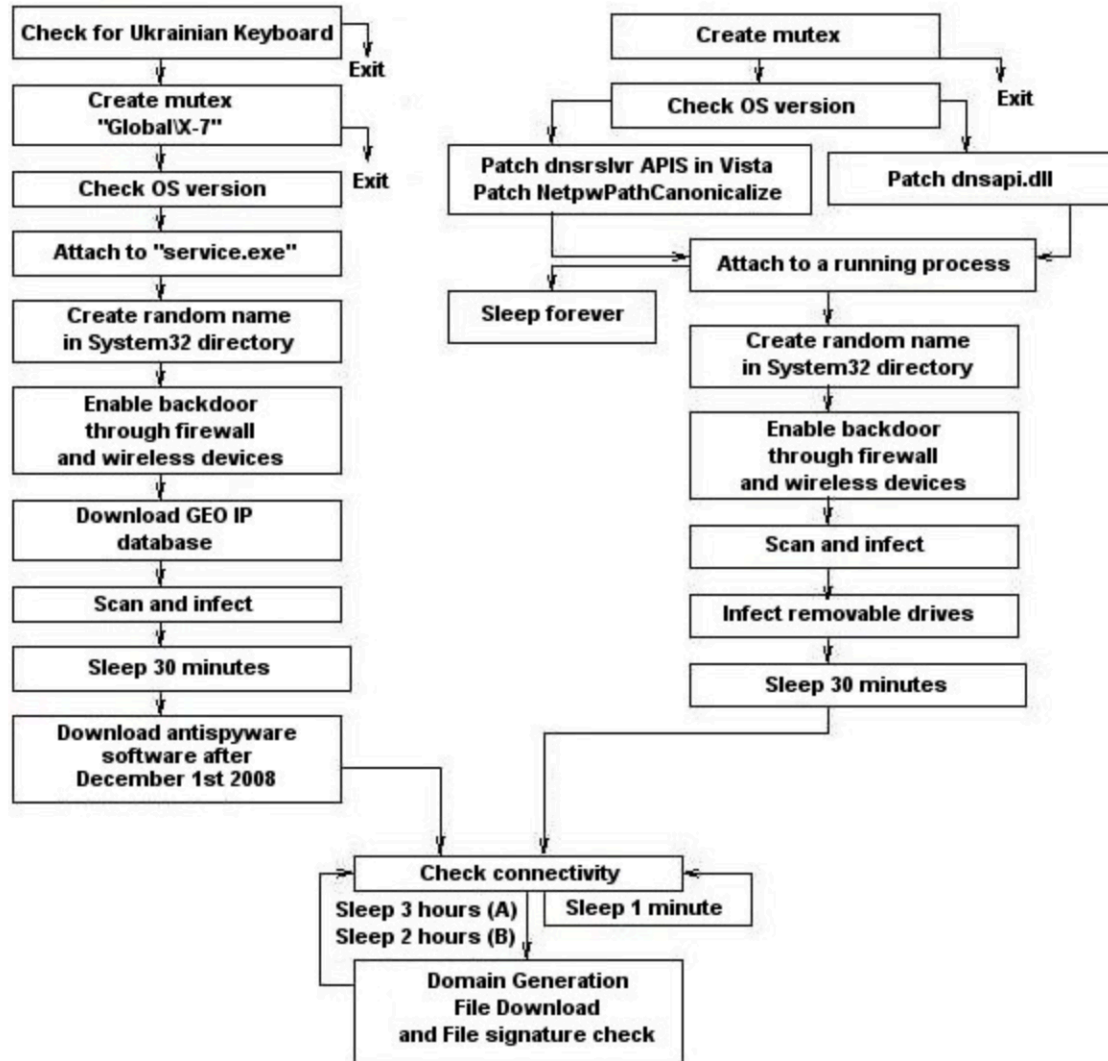 Check for Ukrainian Keyboard
Exit
Create mutex
"Global\X-7"
Exit
Check OS version
Attach to "service.exe"
Create random name
in System32 directory
Enable backdoor
through firewall
and wireless devices
Download GEO IP
database
Scan and infect
Sleep 30 minutes
Download antispyware
software after
December 1st 2008
Create mutex
Exit
Check OS version
Patch dnsrslvr APIS in Vista
Patch NetpwPathCanonicalize
Patch dnsapi.dll
Attach to a running process
Sleep forever
Create random name
in System32 directory
Enable backdoor
through firewall
and wireless devices
Scan and infect
Infect removable drives
Sleep 30 minutes
Check connectivity
Sleep 3 hours (A)
Sleep 2 hours (B)
Sleep 1 minute
Domain Generation
File Download
and File signature check